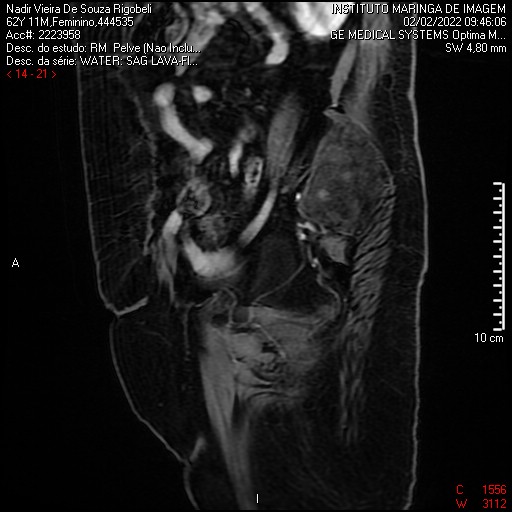 Nadir Vieira De Souza Rigobeli
62Y 11M,Feminino,444535
Acc#: 2223958
Desc. do estudo: RM  Pelve (Nao Inclu...
Desc. da série: WATER: SAG LAVA-Fl...
< 14 - 21 >
INSTITUTO MARINGA DE IMAGEM
02/02/2022 09:46:06
GE MEDICAL SYSTEMS Optima M...
SW 4,80 mm
A
10 cm
I
C 1556
W 3112